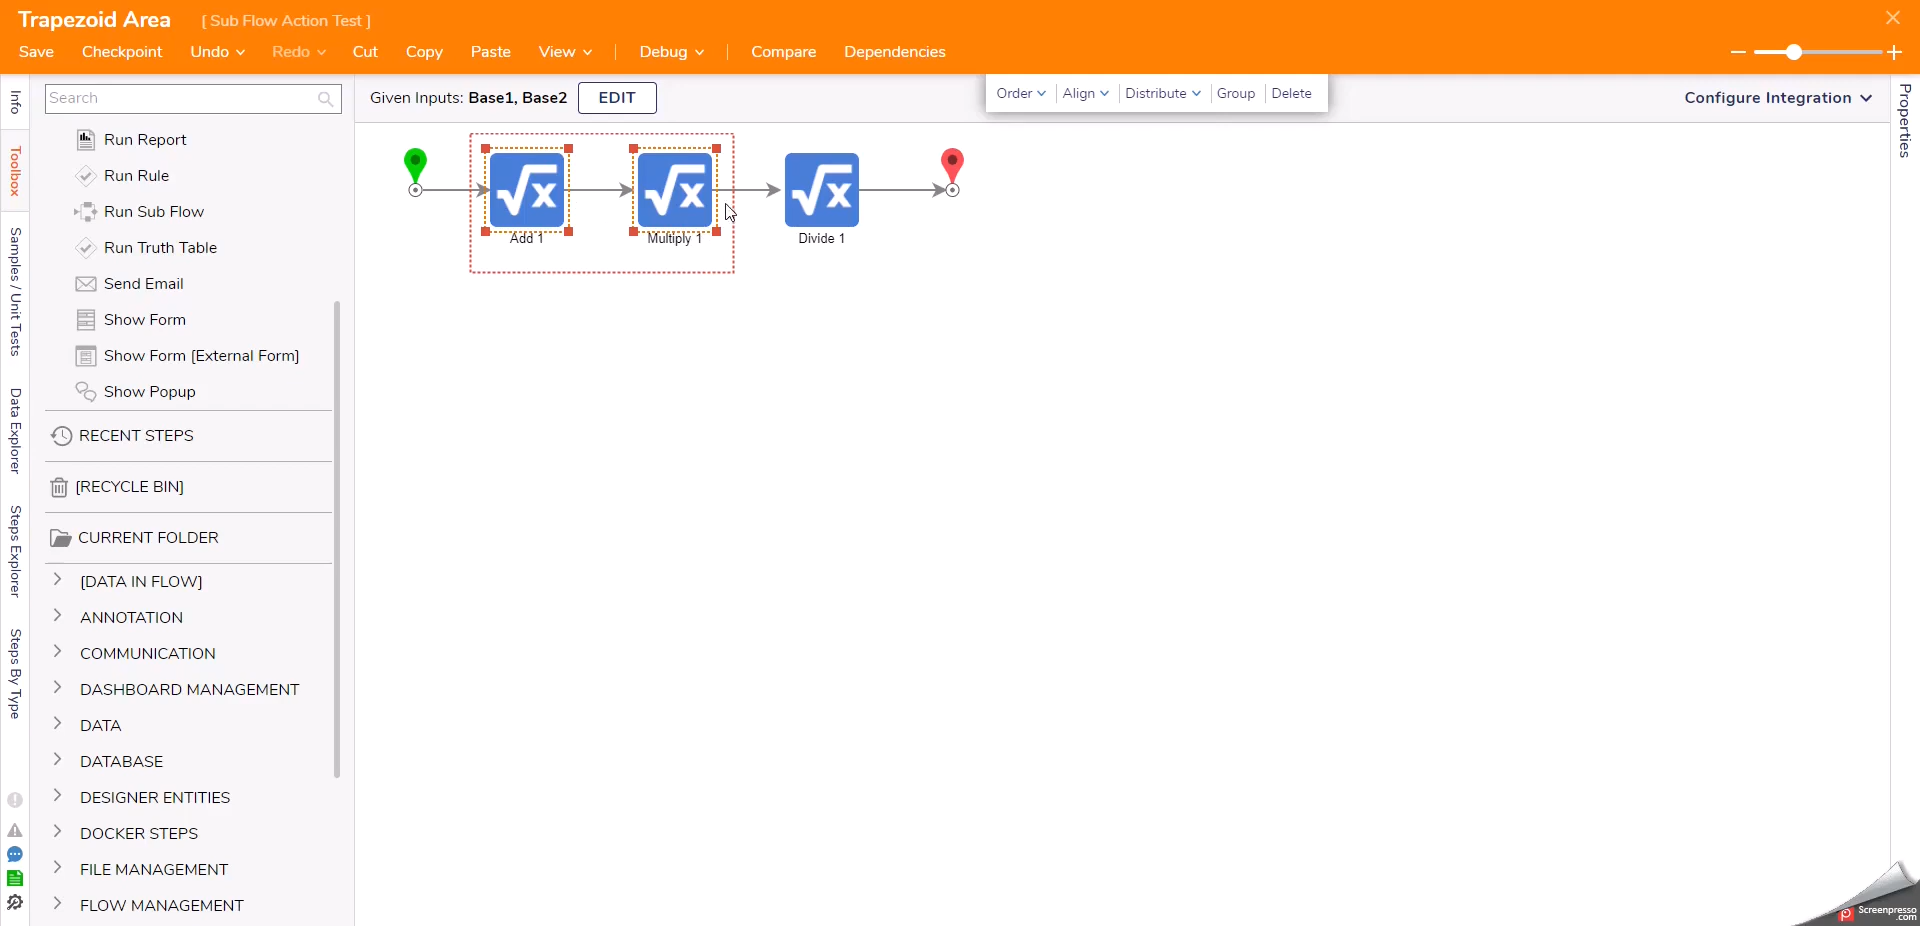 Trapezoid Area [ Sub Flow Action Test ]
Save Checkpoint Undo Redo Cut Copy Paste View | Debug | Compare Dependencies
Info
Toolbox
Samples / Unit Tests
Data Explorer
Steps Explorer
Steps By Type
Search
Run Report
Run Rule
Run Sub Flow
Run Truth Table
Send Email
Show Form
Show Form [External Form]
Show Popup
RECENT STEPS
[RECYCLE BIN]
CURRENT FOLDER
[DATA IN FLOW]
ANNOTATION
COMMUNICATION
DASHBOARD MANAGEMENT
DATA
DATABASE
DESIGNER ENTITIES
DOCKER STEPS
FILE MANAGEMENT
FLOW MANAGEMENT
Given Inputs: Base1, Base2 EDIT
Order Align Distribute Group Delete
Configure Integration
√x √x √x
Add 1 Multiply 1 Divide 1
Properties
Screenpresso
.com